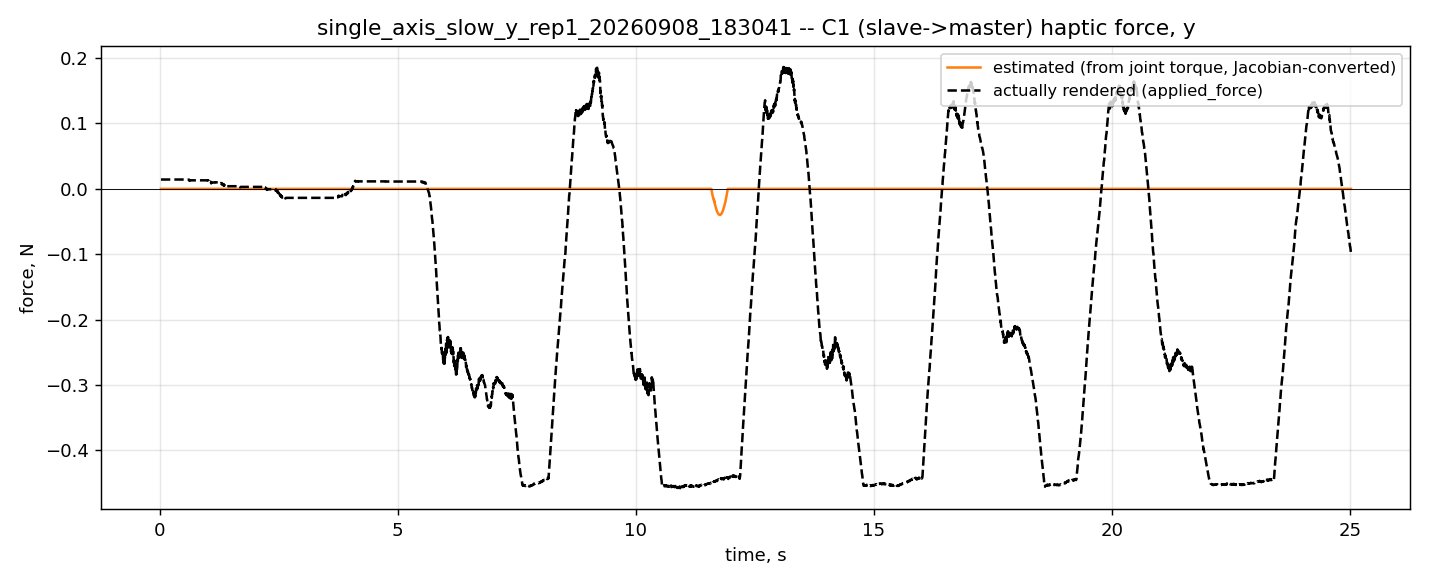 single_axis_slow_y_rep1_20260908_183041 -- C1 (slave->master) haptic force, y
estimated (from joint torque, Jacobian-converted)
actually rendered (applied_force)
force, N
0.2
0.1
0.0
−0.1
−0.2
−0.3
−0.4
0 5 10 15 20 25
time, s